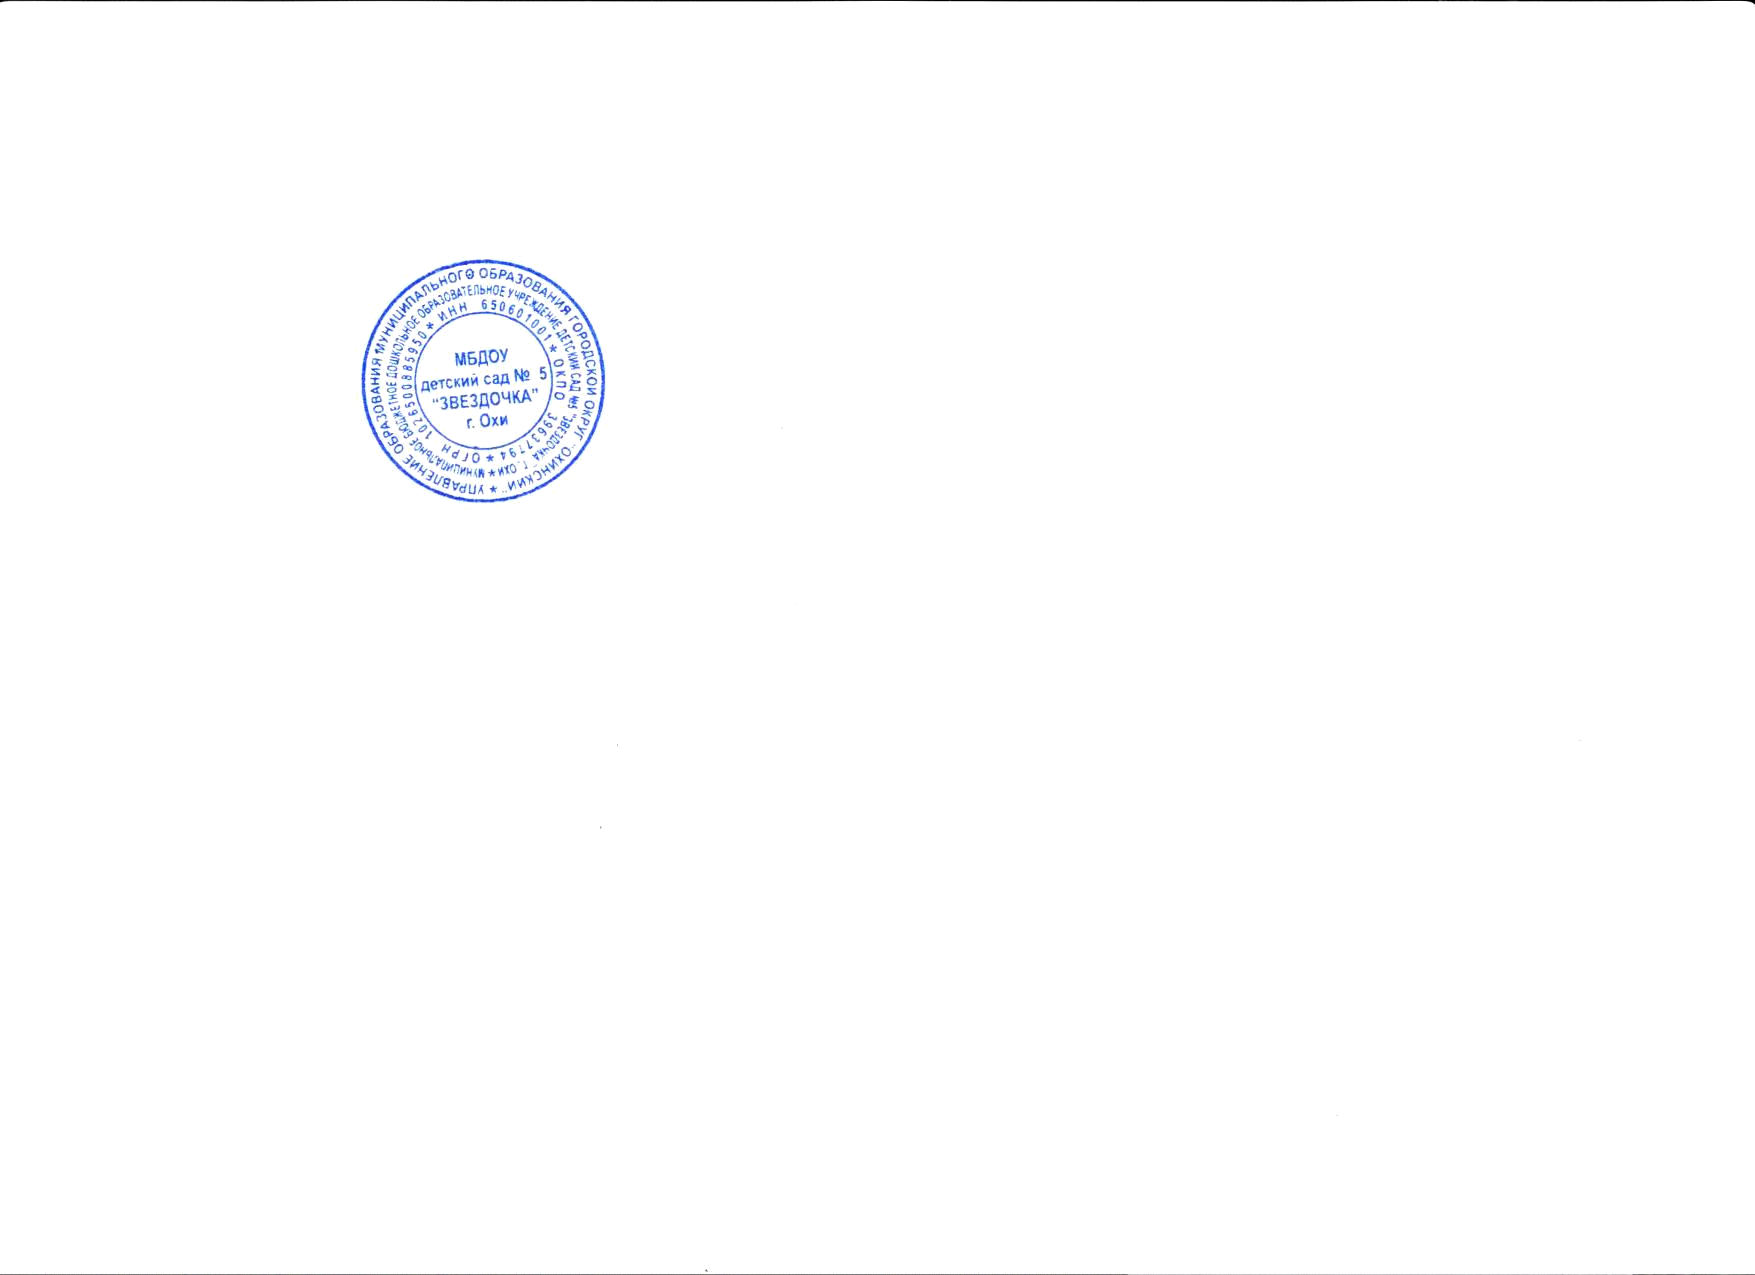 УПРАВЛЕНИЕ ОБРАЗОВАНИЯ МУНИЦИПАЛЬНОГО ОБРАЗОВАНИЯ ГОРОДСКОЙ ОКРУГ "ОХИНСКИЙ" *
МУНИЦИПАЛЬНОЕ БЮДЖЕТНОЕ ДОШКОЛЬНОЕ ОБРАЗОВАТЕЛЬНОЕ УЧРЕЖДЕНИЕ ДЕТСКИЙ САД №5 "ЗВЕЗДОЧКА" Г. ОХИ *
ОГРН 1026500885950 * ИНН 650601001 * ОКПО 39637794 *
МБДОУ
детский сад № 5
"ЗВЕЗДОЧКА"
г. Охи